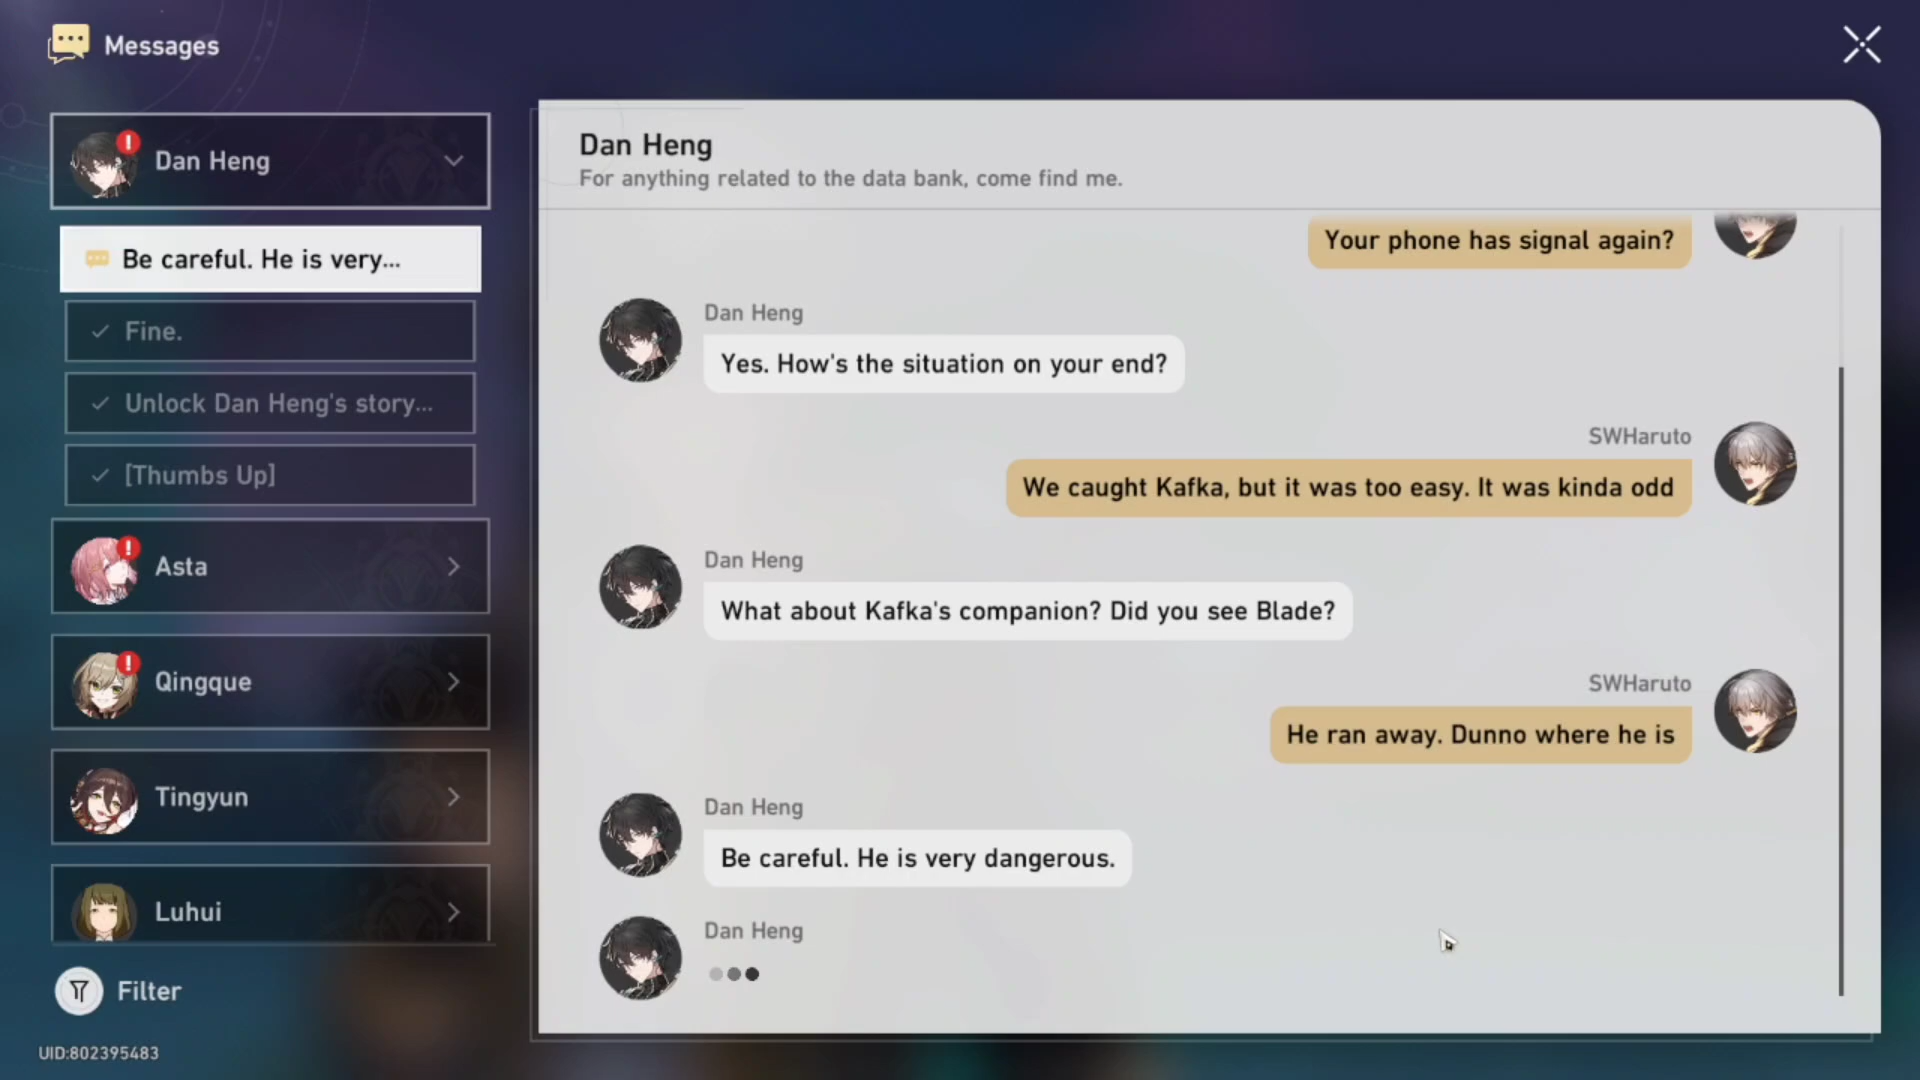 Messages
Dan Heng
Be careful. He is very...
Fine.
Unlock Dan Heng's story...
[Thumbs Up]
Asta
Qingque
Tingyun
Luhui
Filter
UID:802395483
Dan Heng
For anything related to the data bank, come find me.
Your phone has signal again?
Dan Heng
Yes. How's the situation on your end?
SWHaruto
We caught Kafka, but it was too easy. It was kinda odd
Dan Heng
What about Kafka's companion? Did you see Blade?
SWHaruto
He ran away. Dunno where he is
Dan Heng
Be careful. He is very dangerous.
Dan Heng